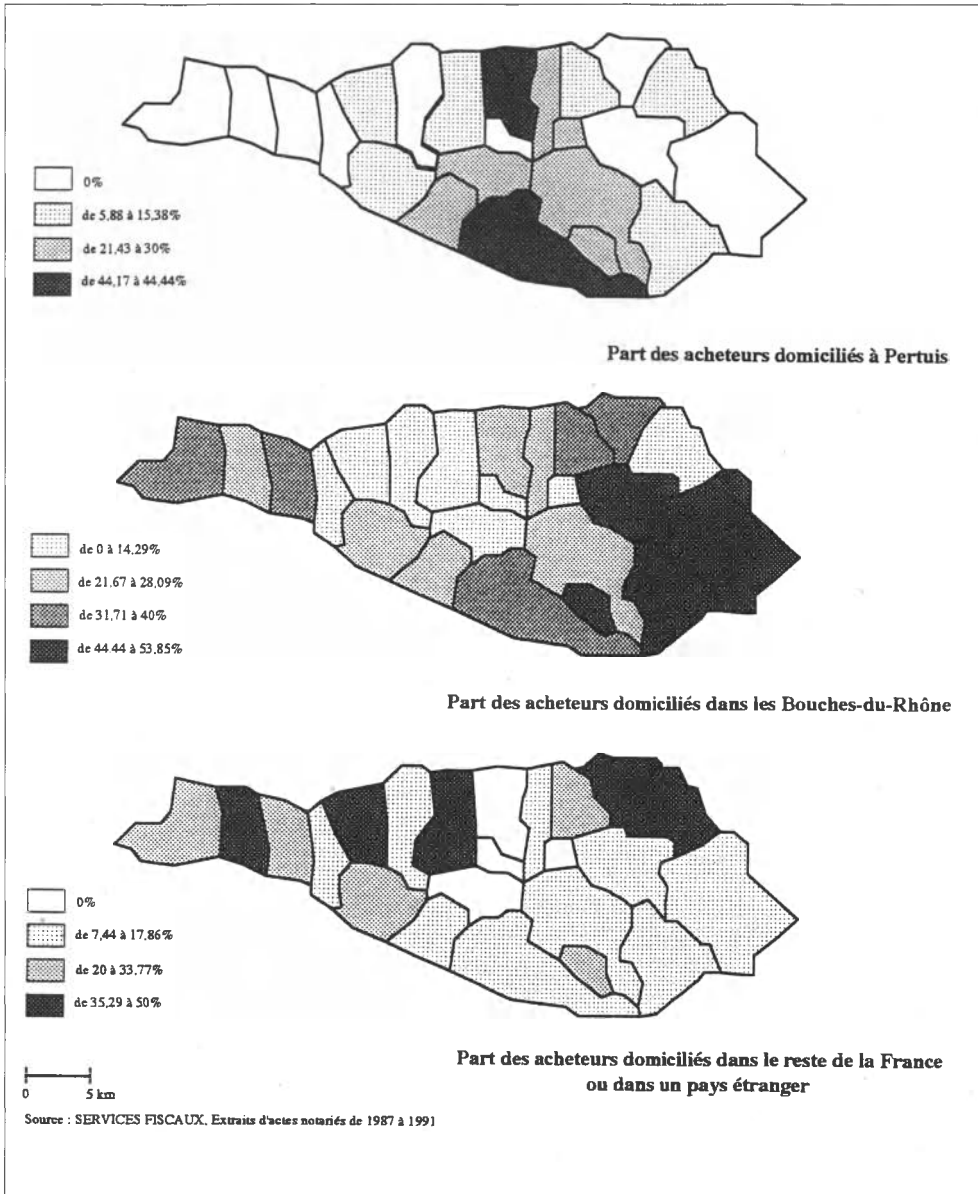 0%
de 5,88 à 15,38%
de 21,43 à 30%
de 44,17 à 44,44%
Part des acheteurs domiciliés à Pertuis
de 0 à 14,29%
de 21,67 à 28,09%
de 31,71 à 40%
de 44.44 à 53,85%
Part des acheteurs domiciliés dans les Bouches-du-Rhône
0%
de 7,44 à 17,86%
de 20 à 33,77%
de 35,29 à 50%
Part des acheteurs domiciliés dans le reste de la France
ou dans un pays étranger
0 5 km
Source : SERVICES FISCAUX, Extraits d'actes notariés de 1987 à 1991